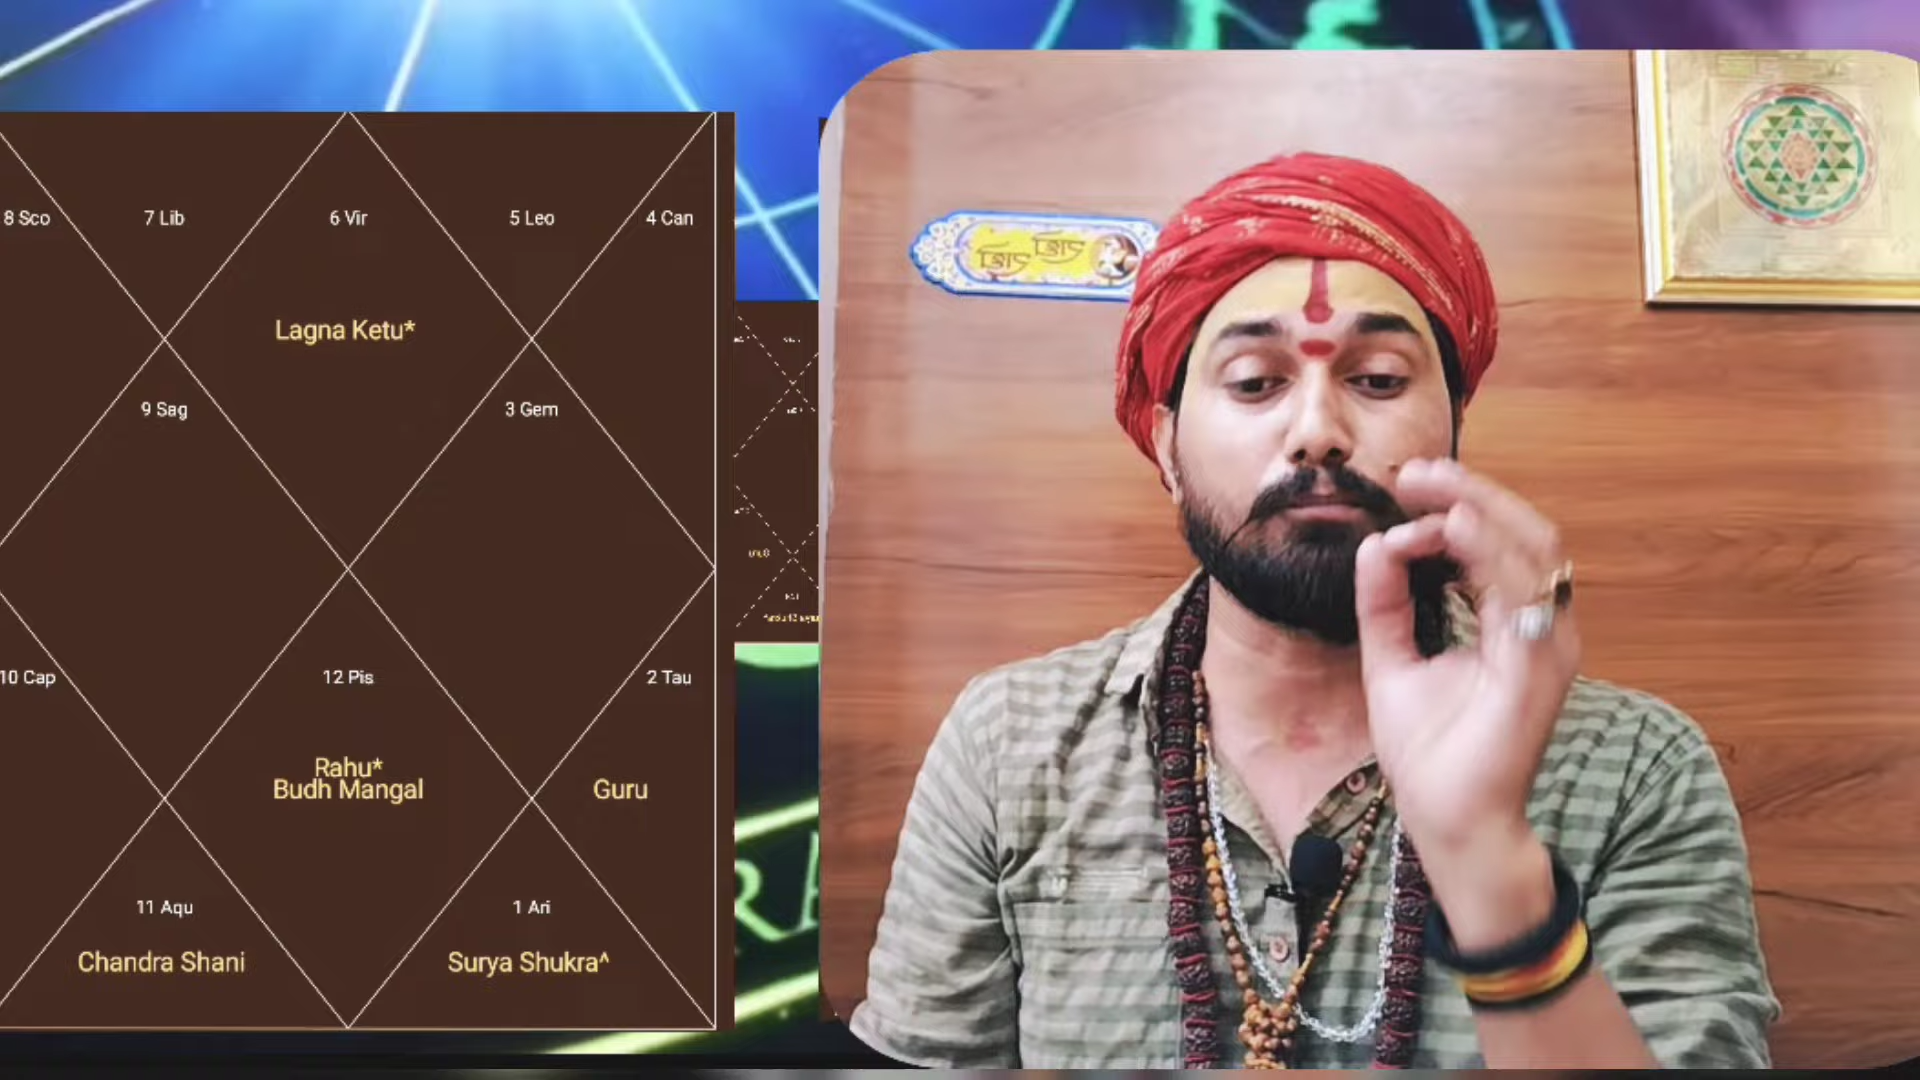 8 Sco
7 Lib
6 Vir
5 Leo
4 Can
Lagna Ketu*
9 Sag
3 Gem
10 Cap
12 Pis
2 Tau
Rahu*
Budh Mangal
Guru
11 Aqu
1 Ari
Chandra Shani
Surya Shukra^